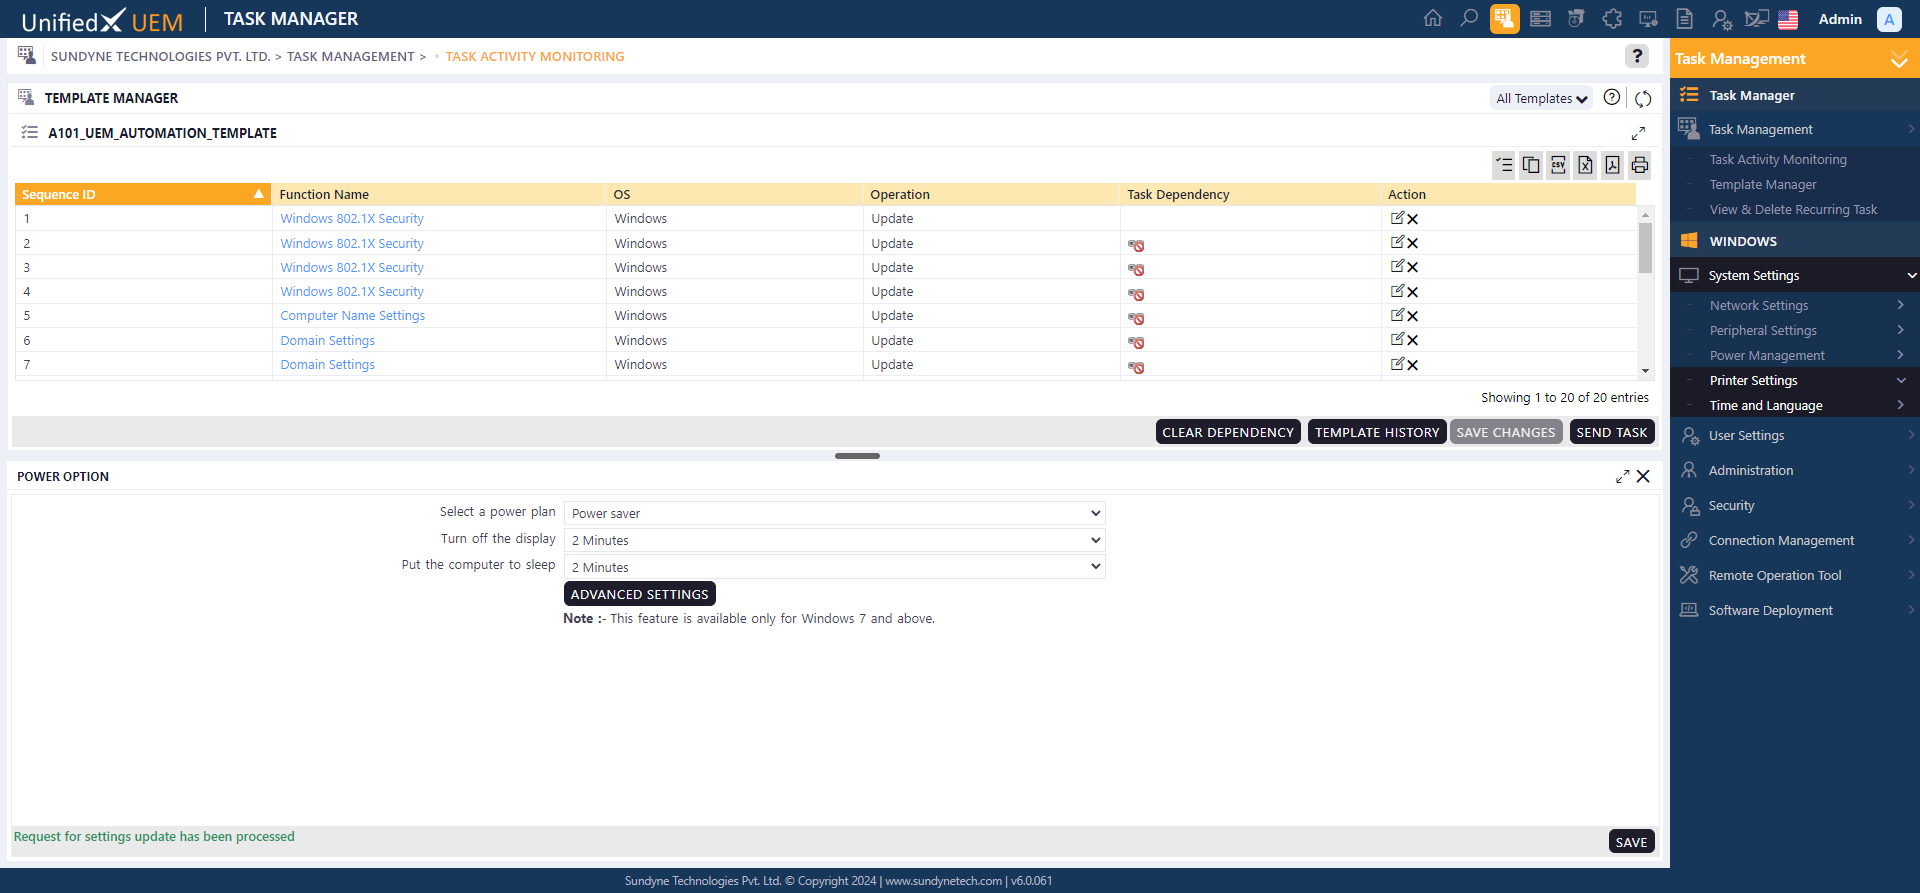 UnifiedX UEM TASK MANAGER Admin A
SUNDYNE TECHNOLOGIES PVT. LTD. > TASK MANAGEMENT > • TASK ACTIVITY MONITORING ?
TEMPLATE MANAGER All Templates ?
A101_UEM_AUTOMATION_TEMPLATE
CSV
Sequence ID Function Name OS Operation Task Dependency Action
1 Windows 802.1X Security Windows Update
2 Windows 802.1X Security Windows Update
3 Windows 802.1X Security Windows Update
4 Windows 802.1X Security Windows Update
5 Computer Name Settings Windows Update
6 Domain Settings Windows Update
7 Domain Settings Windows Update
Showing 1 to 20 of 20 entries
CLEAR DEPENDENCY TEMPLATE HISTORY SAVE CHANGES SEND TASK
POWER OPTION
Select a power plan Power saver
Turn off the display 2 Minutes
Put the computer to sleep 2 Minutes
ADVANCED SETTINGS
Note :- This feature is available only for Windows 7 and above.
Request for settings update has been processed
SAVE
Task Management
Task Manager
Task Management
Task Activity Monitoring
Template Manager
View & Delete Recurring Task
WINDOWS
System Settings
Network Settings
Peripheral Settings
Power Management
Printer Settings
Time and Language
User Settings
Administration
Security
Connection Management
Remote Operation Tool
Software Deployment
Sundyne Technologies Pvt. Ltd. © Copyright 2024 | www.sundynetech.com | v6.0.061